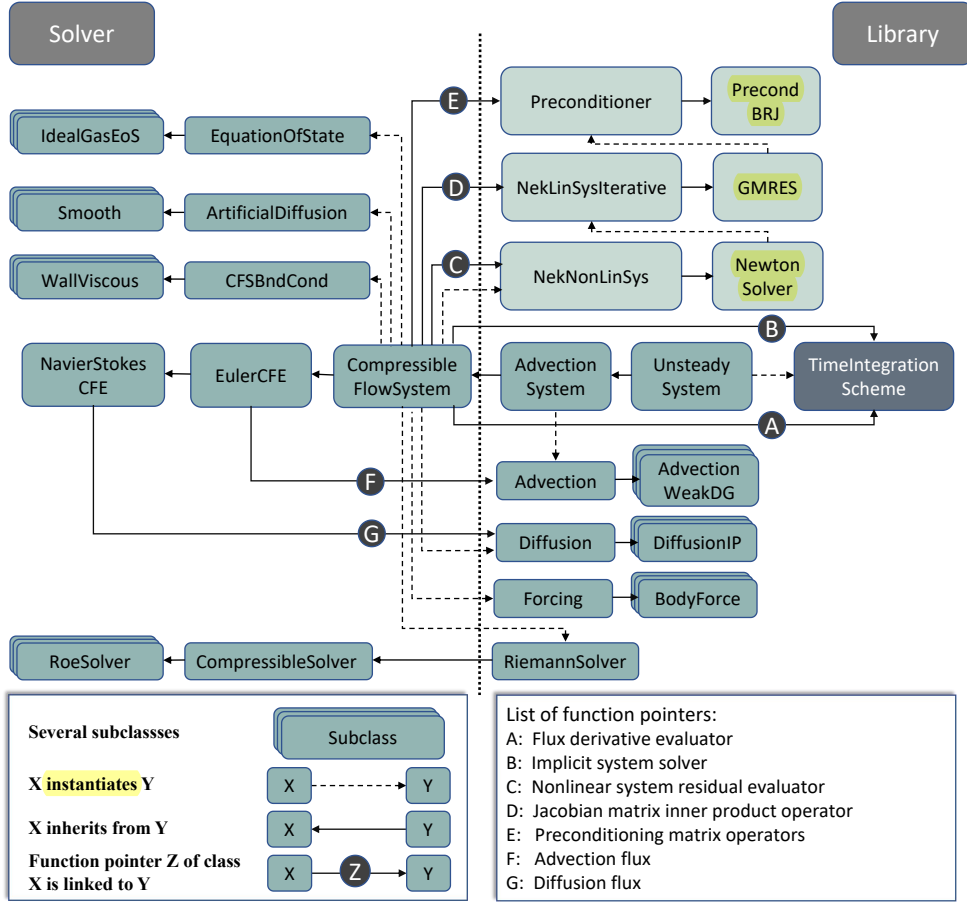 Solver
Library
E
Preconditioner
Precond
BRJ
IdealGasEoS
EquationOfState
D
NekLinSysIterative
GMRES
Smooth
ArtificialDiffusion
C
NekNonLinSys
Newton
Solver
WallViscous
CFSBndCond
B
NavierStokes
CFE
EulerCFE
Compressible
FlowSystem
Advection
System
Unsteady
System
TimeIntegration
Scheme
A
F
Advection
Advection
WeakDG
G
Diffusion
DiffusionIP
Forcing
BodyForce
RoeSolver
CompressibleSolver
RiemannSolver
Several subclassses
Subclass
X instantiates Y
X
Y
X inherits from Y
X
Y
Function pointer Z of class
X is linked to Y
X
Z
Y
List of function pointers:
A: Flux derivative evaluator
B: Implicit system solver
C: Nonlinear system residual evaluator
D: Jacobian matrix inner product operator
E: Preconditioning matrix operators
F: Advection flux
G: Diffusion flux